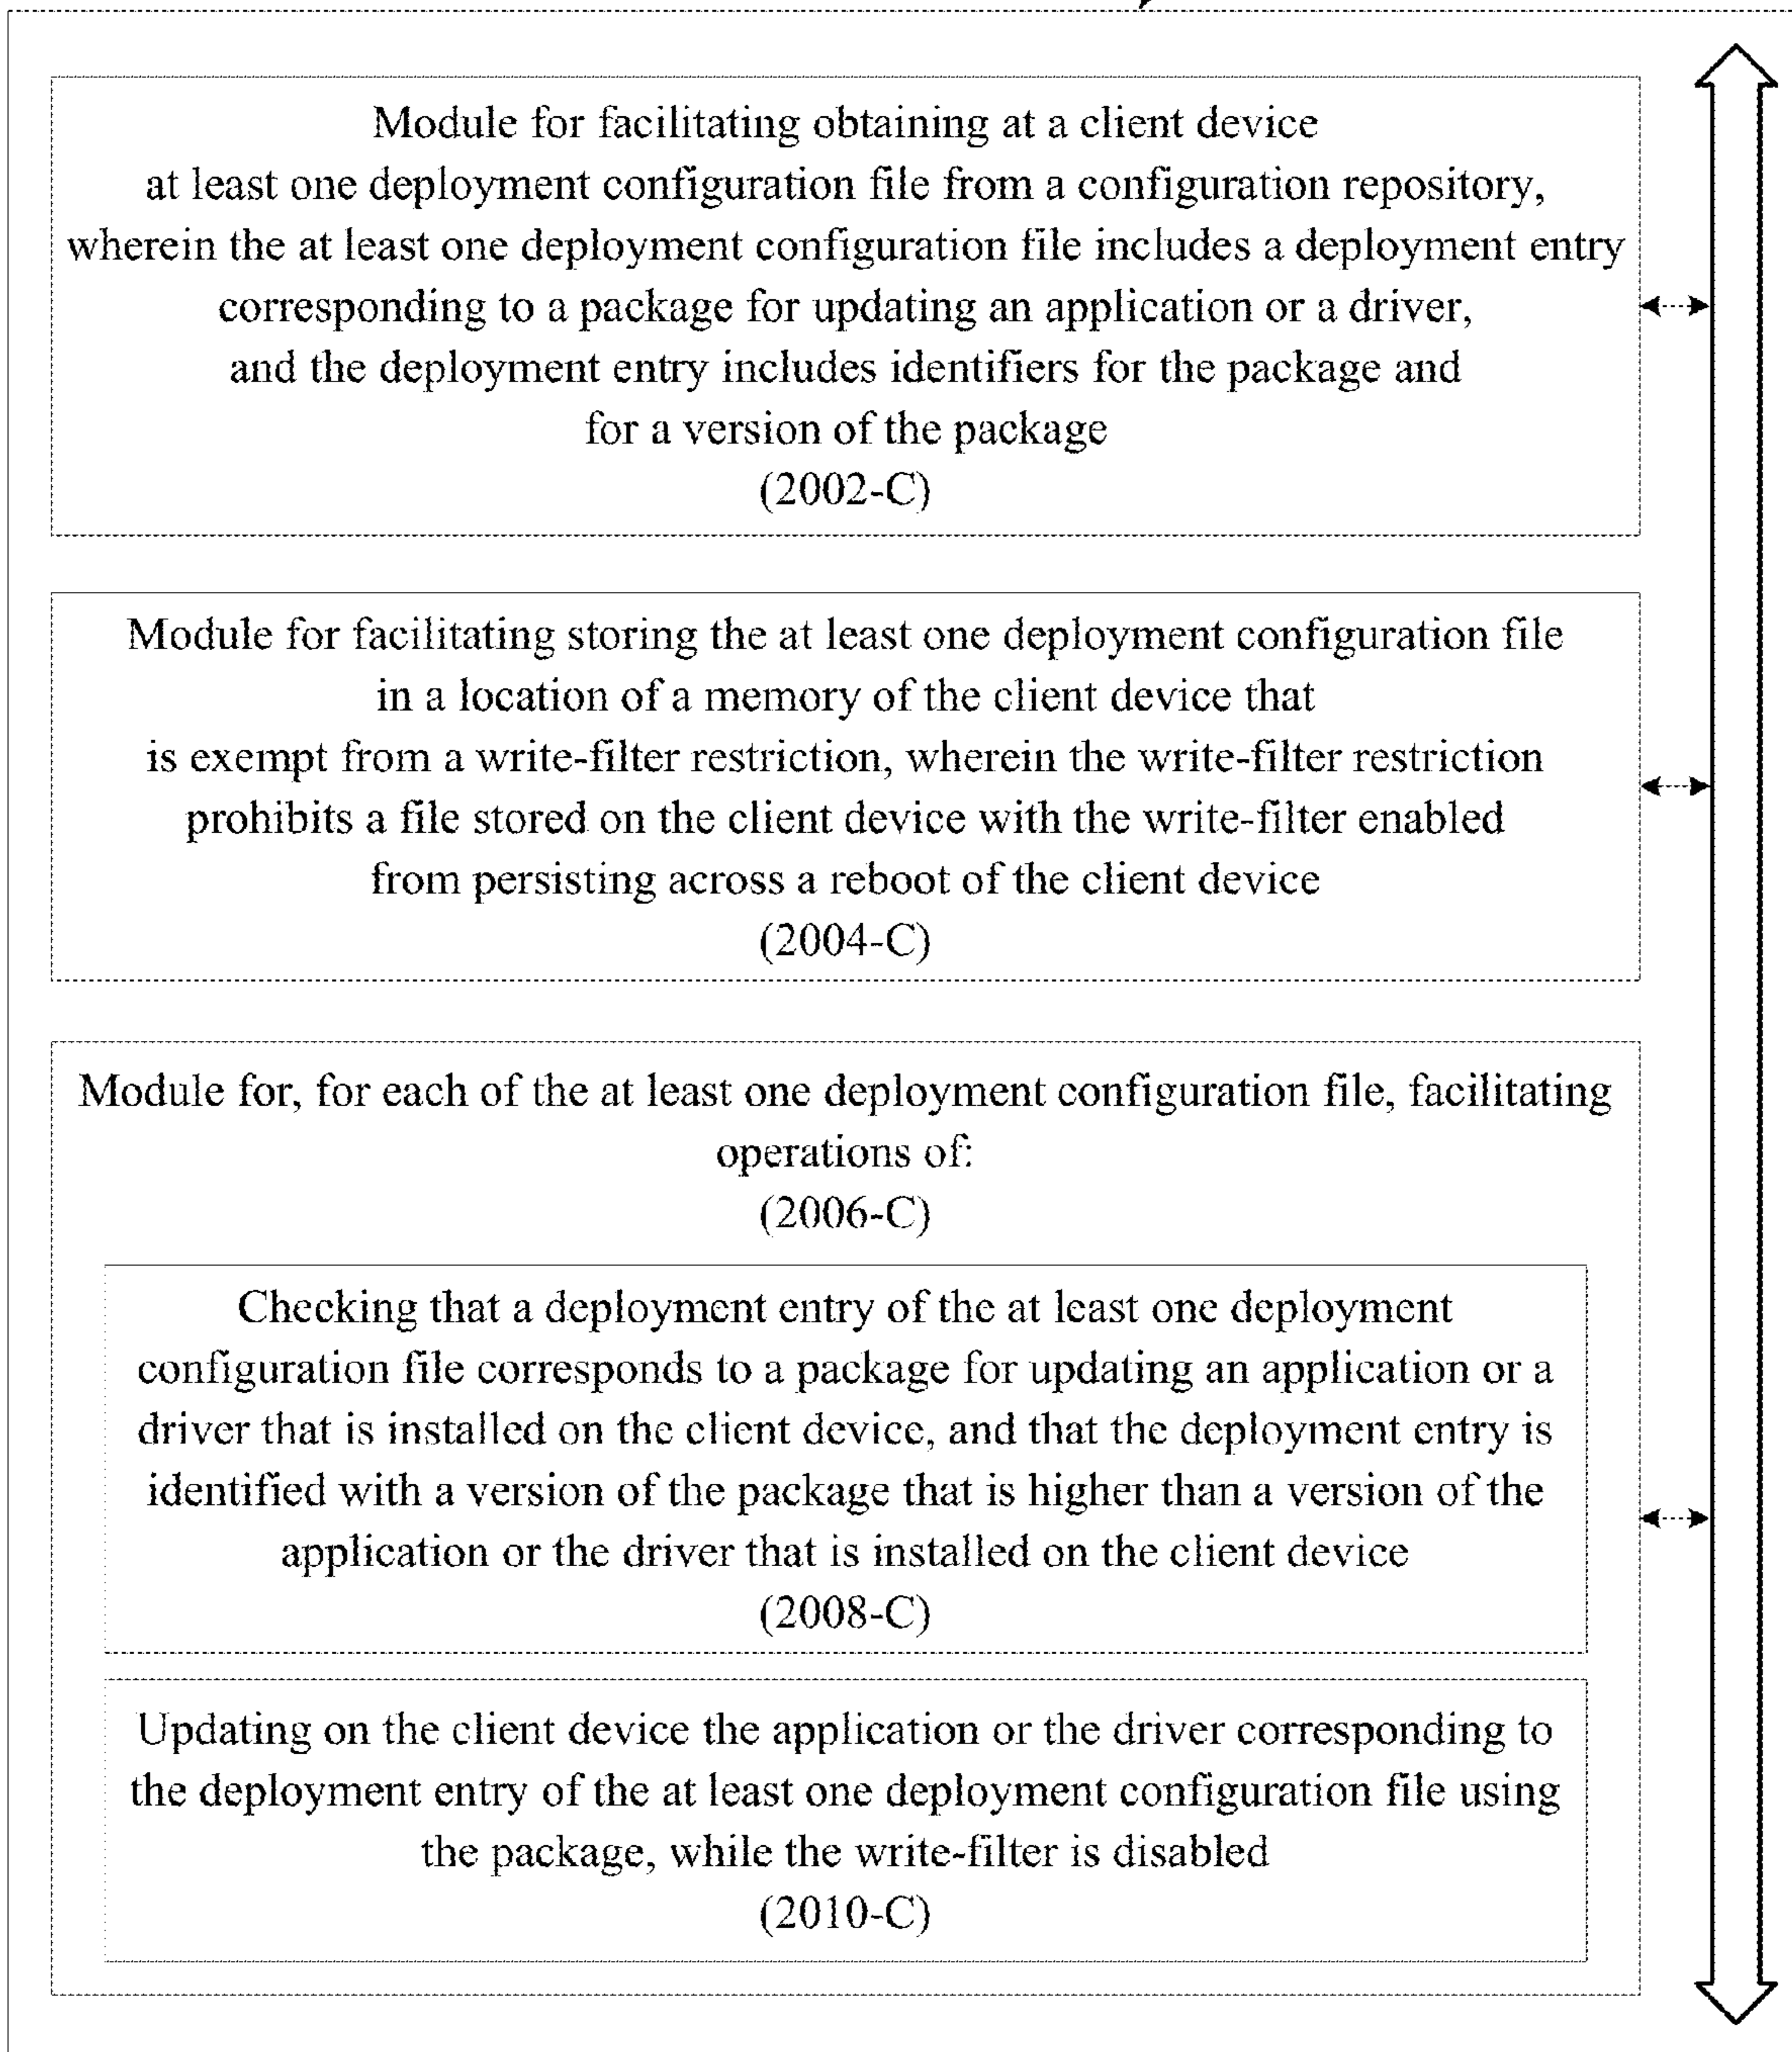 Module for facilitating obtaining at a client device
at least one deployment configuration file from a configuration repository,
wherein the at least one deployment configuration file includes a deployment entry
corresponding to a package for updating an application or a driver,
and the deployment entry includes identifiers for the package and
for a version of the package
(2002-C)
Module for facilitating storing the at least one deployment configuration file
in a location of a memory of the client device that
is exempt from a write-filter restriction, wherein the write-filter restriction
prohibits a file stored on the client device with the write-filter enabled
from persisting across a reboot of the client device
(2004-C)
Module for, for each of the at least one deployment configuration file, facilitating
operations of:
(2006-C)
Checking that a deployment entry of the at least one deployment
configuration file corresponds to a package for updating an application or a
driver that is installed on the client device, and that the deployment entry is
identified with a version of the package that is higher than a version of the
application or the driver that is installed on the client device
(2008-C)
Updating on the client device the application or the driver corresponding to
the deployment entry of the at least one deployment configuration file using
the package, while the write-filter is disabled
(2010-C)